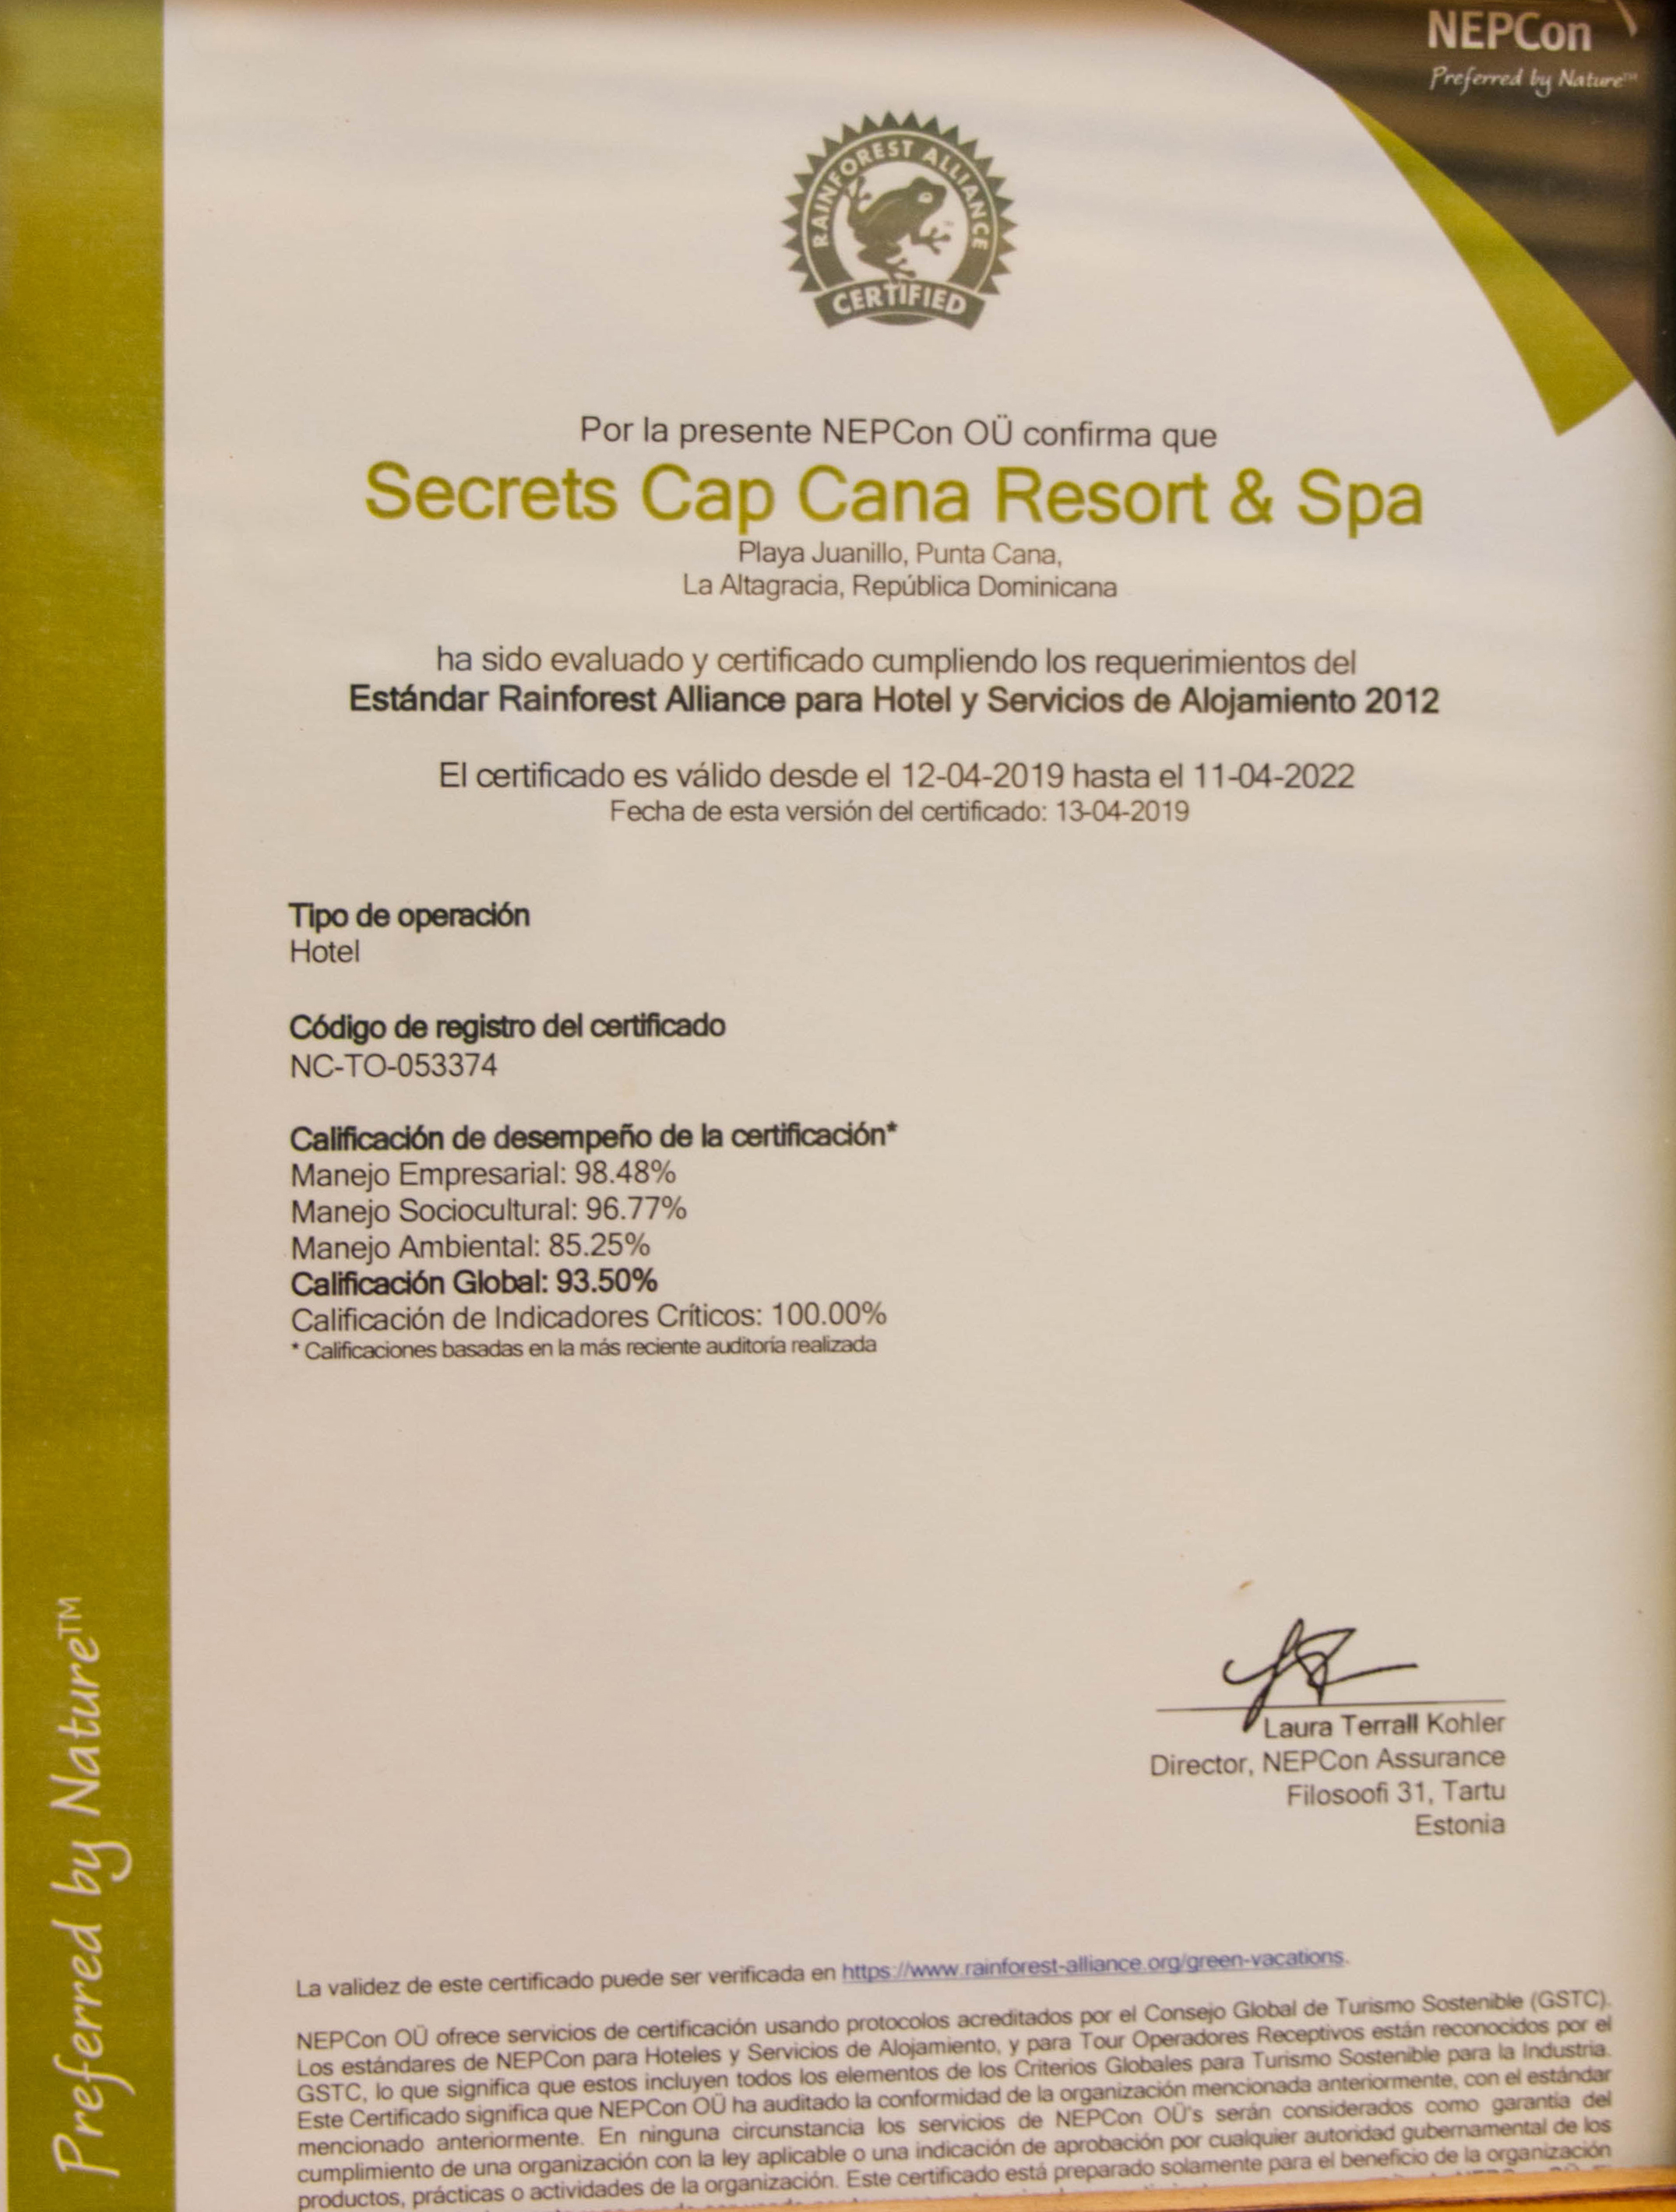 NEPCon
Preferred by Nature™
RAINFOREST ALLIANCE
CERTIFIED
Por la presente NEPCon OÜ confirma que
Secrets Cap Cana Resort & Spa
Playa Juanillo, Punta Cana,
La Altagracia, República Dominicana
ha sido evaluado y certificado cumpliendo los requerimientos del
Estándar Rainforest Alliance para Hotel y Servicios de Alojamiento 2012
El certificado es válido desde el 12-04-2019 hasta el 11-04-2022
Fecha de esta versión del certificado: 13-04-2019
Tipo de operación
Hotel
Código de registro del certificado
NC-TO-053374
Calificación de desempeño de la certificación*
Manejo Empresarial: 98.48%
Manejo Sociocultural: 96.77%
Manejo Ambiental: 85.25%
Calificación Global: 93.50%
Calificación de Indicadores Críticos: 100.00%
* Calificaciones basadas en la más reciente auditoría realizada
Laura Terrall Kohler
Director, NEPCon Assurance
Filosoofi 31, Tartu
Estonia
Preferred by Nature™
La validez de este certificado puede ser verificada en https://www.rainforest-alliance.org/green-vacations.
NEPCon OÜ ofrece servicios de certificación usando protocolos acreditados por el Consejo Global de Turismo Sostenible (GSTC).
Los estándares de NEPCon para Hoteles y Servicios de Alojamiento, y para Tour Operadores Receptivos están reconocidos por el
GSTC, lo que significa que estos incluyen todos los elementos de los Criterios Globales para Turismo Sostenible para la Industria.
Este Certificado significa que NEPCon OÜ ha auditado la conformidad de la organización mencionada anteriormente, con el estándar
mencionado anteriormente. En ninguna circunstancia los servicios de NEPCon OÜ's serán considerados como garantía del
cumplimiento de una organización con la ley aplicable o una indicación de aprobación por cualquier autoridad gubernamental de los
productos, prácticas o actividades de la organización. Este certificado está preparado solamente para el beneficio de la organización